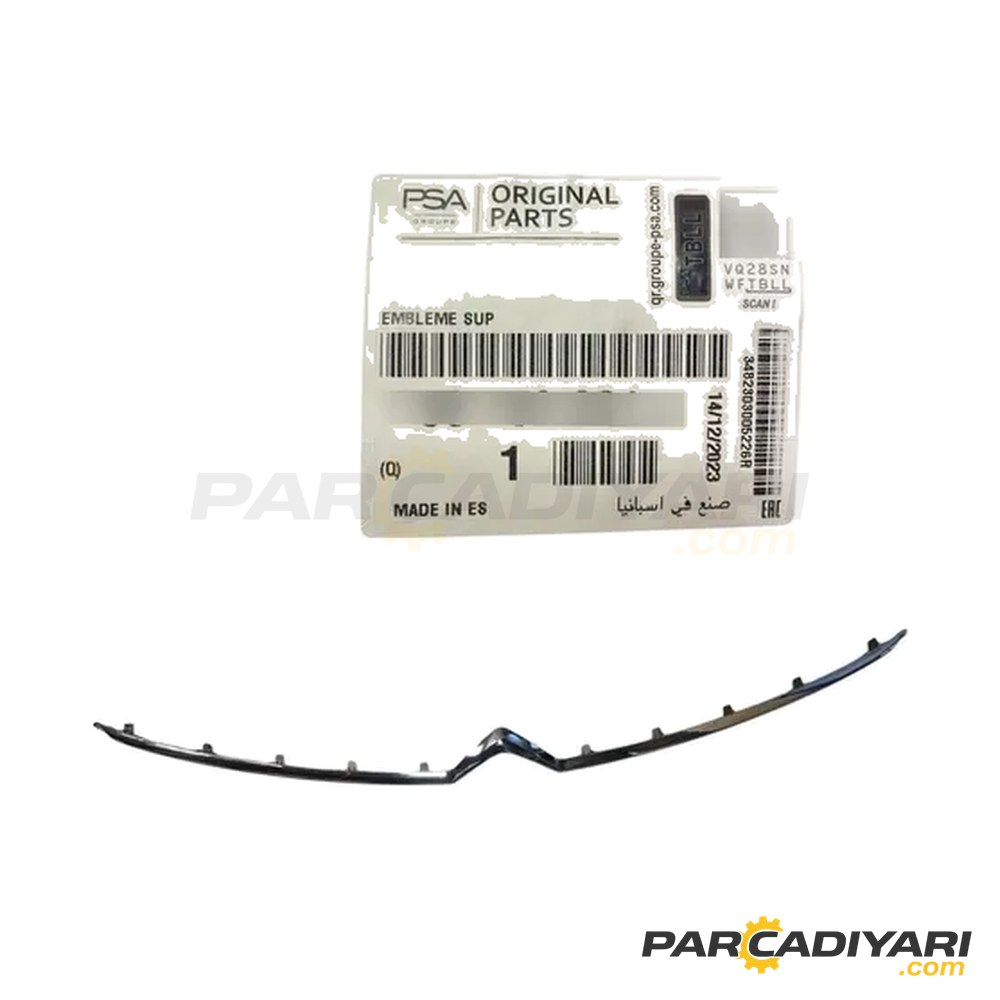 PSA
GROUPE
ORIGINAL
PARTS
qr.groupe-psa.com
TBLL
VQ28SN
WFTBLL
SCAN!
EMBLEME SUP
3482303005226R
14/12/2023
(Q)
1
MADE IN ES
صنع في اسبانيا
EAC
PARCADIYARI
.com
PARCADIYARI
.com